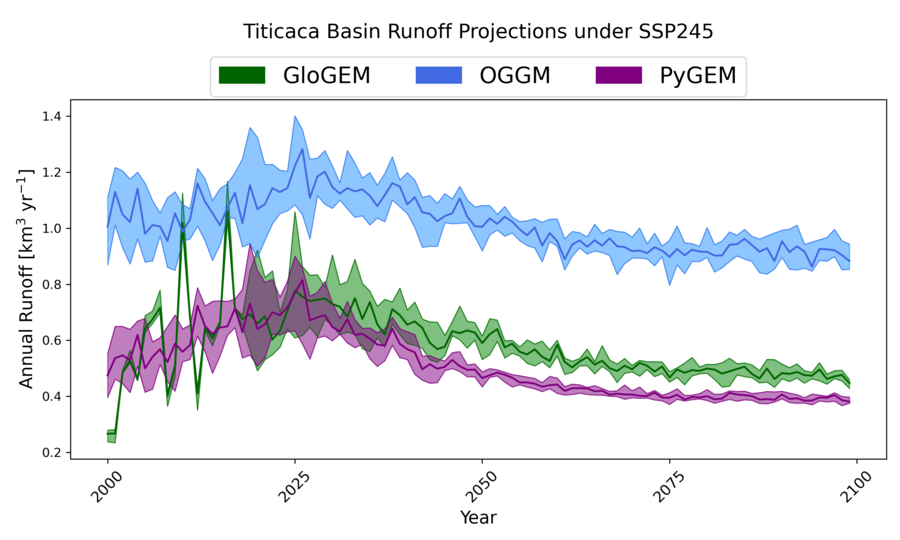 Titicaca Basin Runoff Projections under SSP245
GloGEM OGGM PyGEM
Annual Runoff [km³ yr⁻¹]
1.4
1.2
1.0
0.8
0.6
0.4
0.2
2000 2025 2050 2075 2100
Year